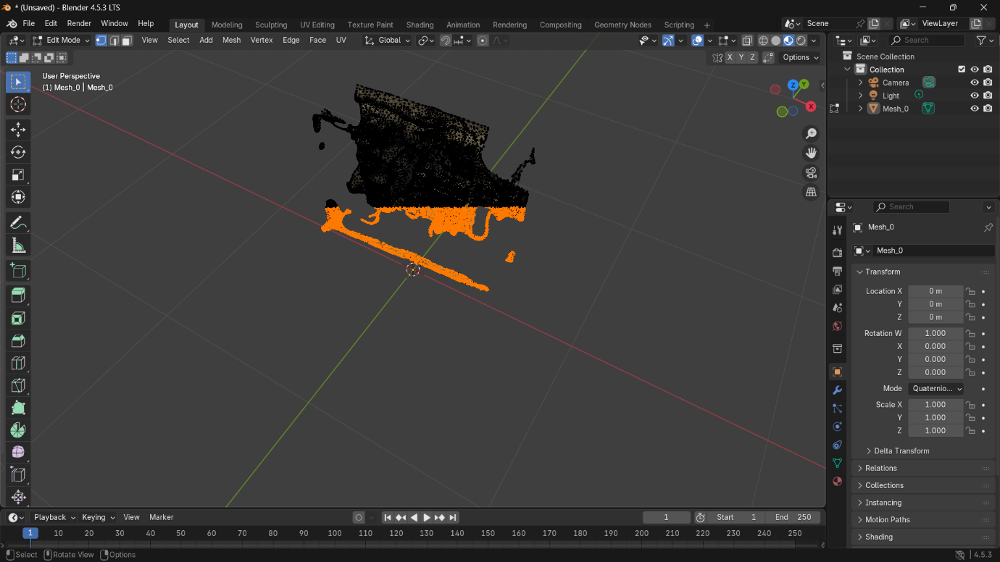 * (Unsaved) - Blender 4.5.3 LTS
File Edit Render Window Help
Layout Modeling Sculpting UV Editing Texture Paint Shading Animation Rendering Compositing Geometry Nodes Scripting +
Scene
ViewLayer
Edit Mode View Select Add Mesh Vertex Edge Face UV Global
Search
X Y Z Options
User Perspective
(1) Mesh_0 | Mesh_0
Z Y X
Scene Collection
Collection
Camera
Light
Mesh_0
Search
Mesh_0
Mesh_0
Transform
Location X 0 m
Y 0 m
Z 0 m
Rotation W 1.000
X 0.000
Y 0.000
Z 0.000
Mode Quaternio...
Scale X 1.000
Y 1.000
Z 1.000
Delta Transform
Relations
Collections
Instancing
Motion Paths
Shading
Playback Keying View Marker
1 Start 1 End 250
1 10 20 30 40 50 60 70 80 90 100 110 120 130 140 150 160 170 180 190 200 210 220 230 240 250
Select Rotate View Options
4.5.3